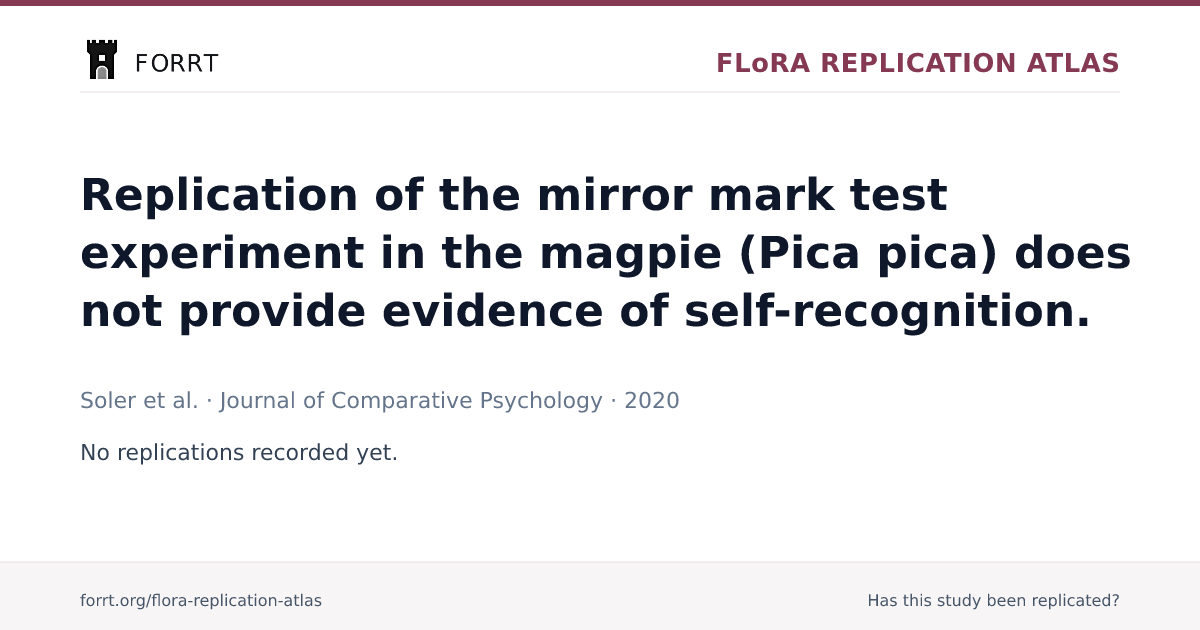 FORRT
FLoRA REPLICATION ATLAS
Replication of the mirror mark test
experiment in the magpie (Pica pica) does
not provide evidence of self-recognition.
Soler et al. · Journal of Comparative Psychology · 2020
No replications recorded yet.
forrt.org/flora-replication-atlas
Has this study been replicated?